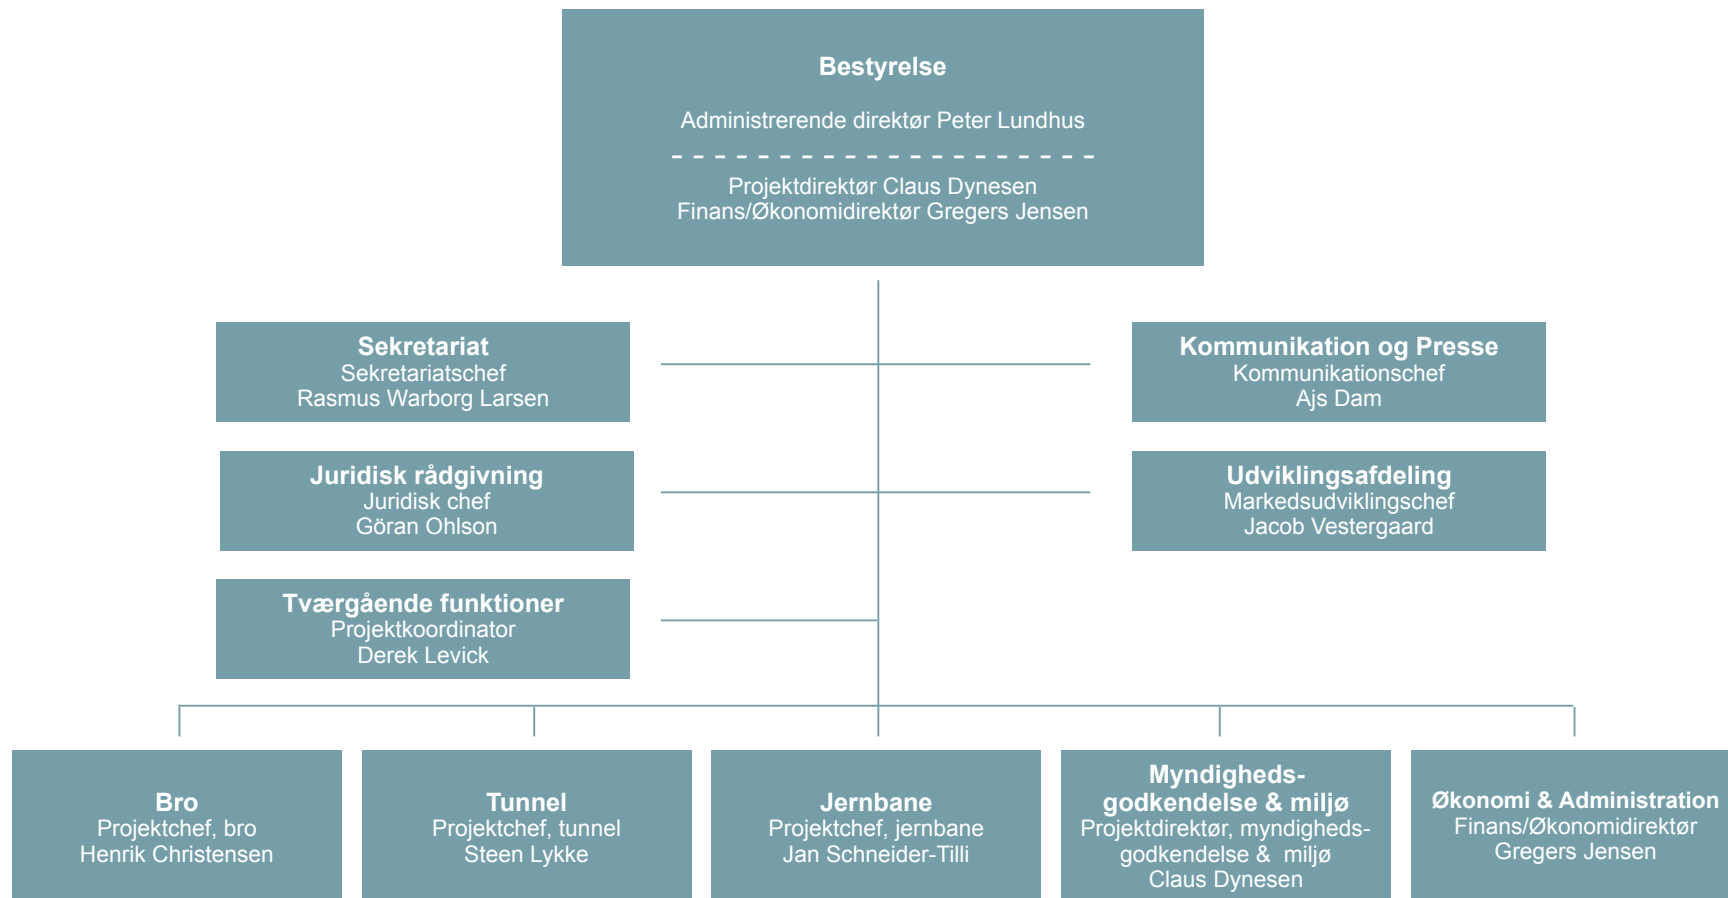 Bestyrelse
Administrerende direktør Peter Lundhus
Projektdirektør Claus Dynesen
Finans/Økonomidirektør Gregers Jensen
Sekretariat
Sekretariatschef
Rasmus Warborg Larsen
Kommunikation og Presse
Kommunikationschef
Ajs Dam
Juridisk rådgivning
Juridisk chef
Göran Ohlson
Udviklingsafdeling
Markedsudviklingschef
Jacob Vestergaard
Tværgående funktioner
Projektkoordinator
Derek Levick
Bro
Projektchef, bro
Henrik Christensen
Tunnel
Projektchef, tunnel
Steen Lykke
Jernbane
Projektchef, jernbane
Jan Schneider-Tilli
Myndigheds-
godkendelse & miljø
Projektdirektør, myndigheds-
godkendelse & miljø
Claus Dynesen
Økonomi & Administration
Finans/Økonomidirektør
Gregers Jensen